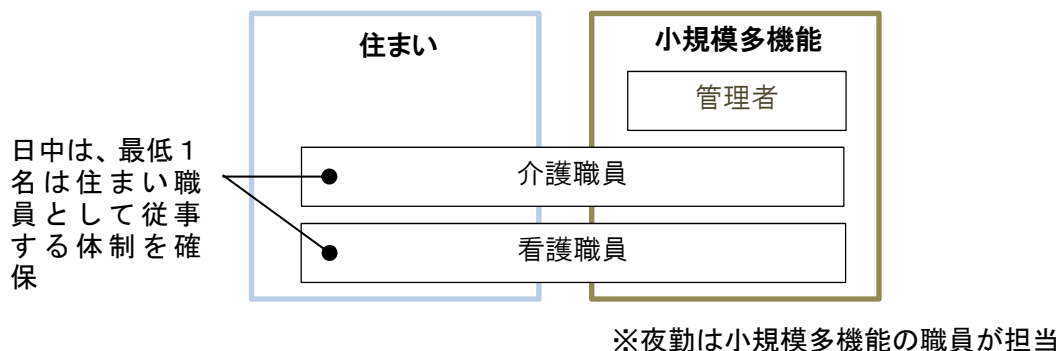 住まい
小規模多機能
管理者
介護職員
看護職員
日中は、最低１
名は住まい職
員として従事
する体制を確
保
※夜勤は小規模多機能の職員が担当